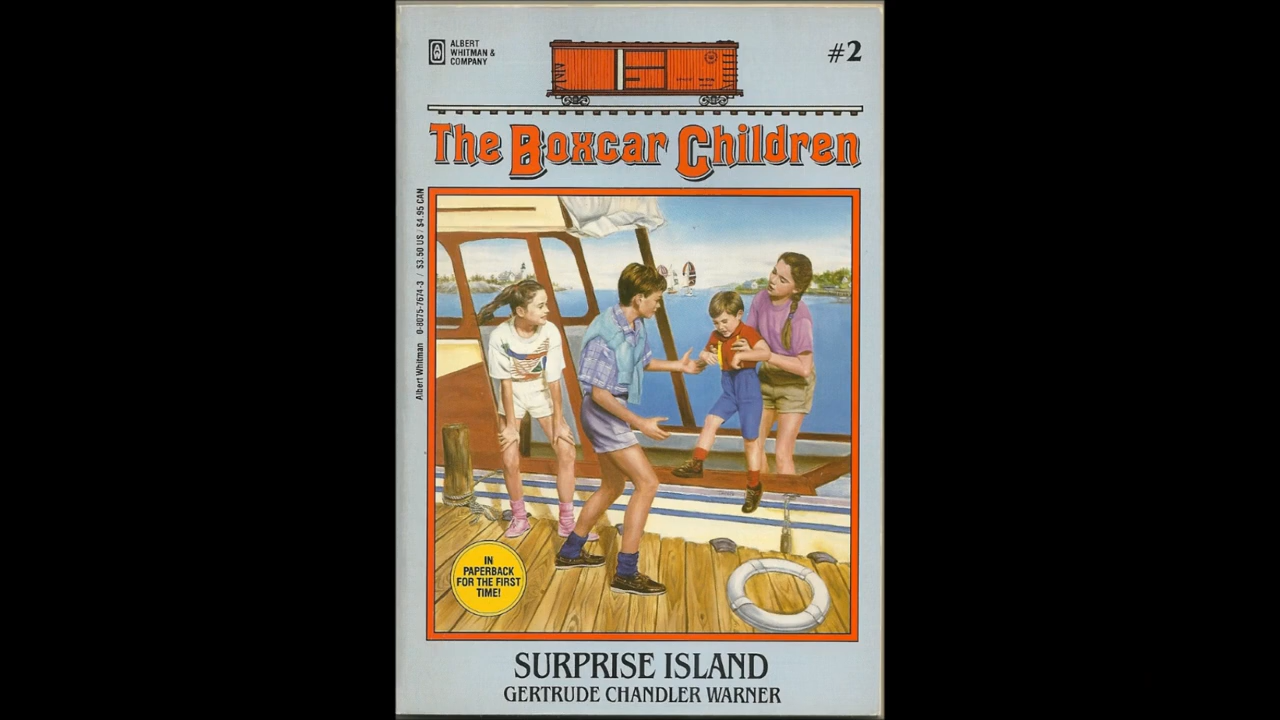 ALBERT
WHITMAN &
COMPANY
#2
The Boxcar Children
Albert Whitman 0-8075-7674-3 / $3.50 US / $4.95 CAN
IN
PAPERBACK
FOR THE FIRST
TIME!
SURPRISE ISLAND
GERTRUDE CHANDLER WARNER